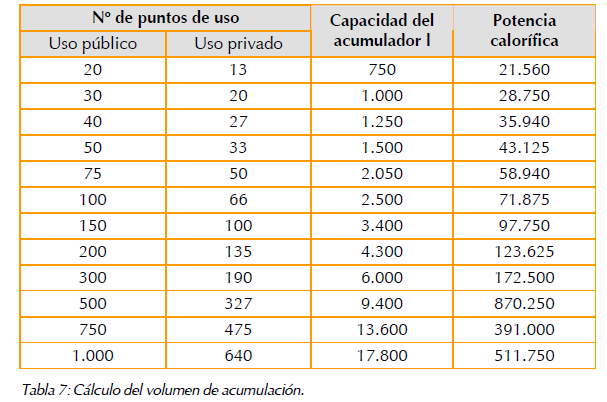 Nº de puntos de uso Capacidad del acumulador l Potencia calorífica
Uso público Uso privado
20 13 750 21.560
30 20 1.000 28.750
40 27 1.250 35.940
50 33 1.500 43.125
75 50 2.050 58.940
100 66 2.500 71.875
150 100 3.400 97.750
200 135 4.300 123.625
300 190 6.000 172.500
500 327 9.400 870.250
750 475 13.600 391.000
1.000 640 17.800 511.750
Tabla 7: Cálculo del volumen de acumulación.